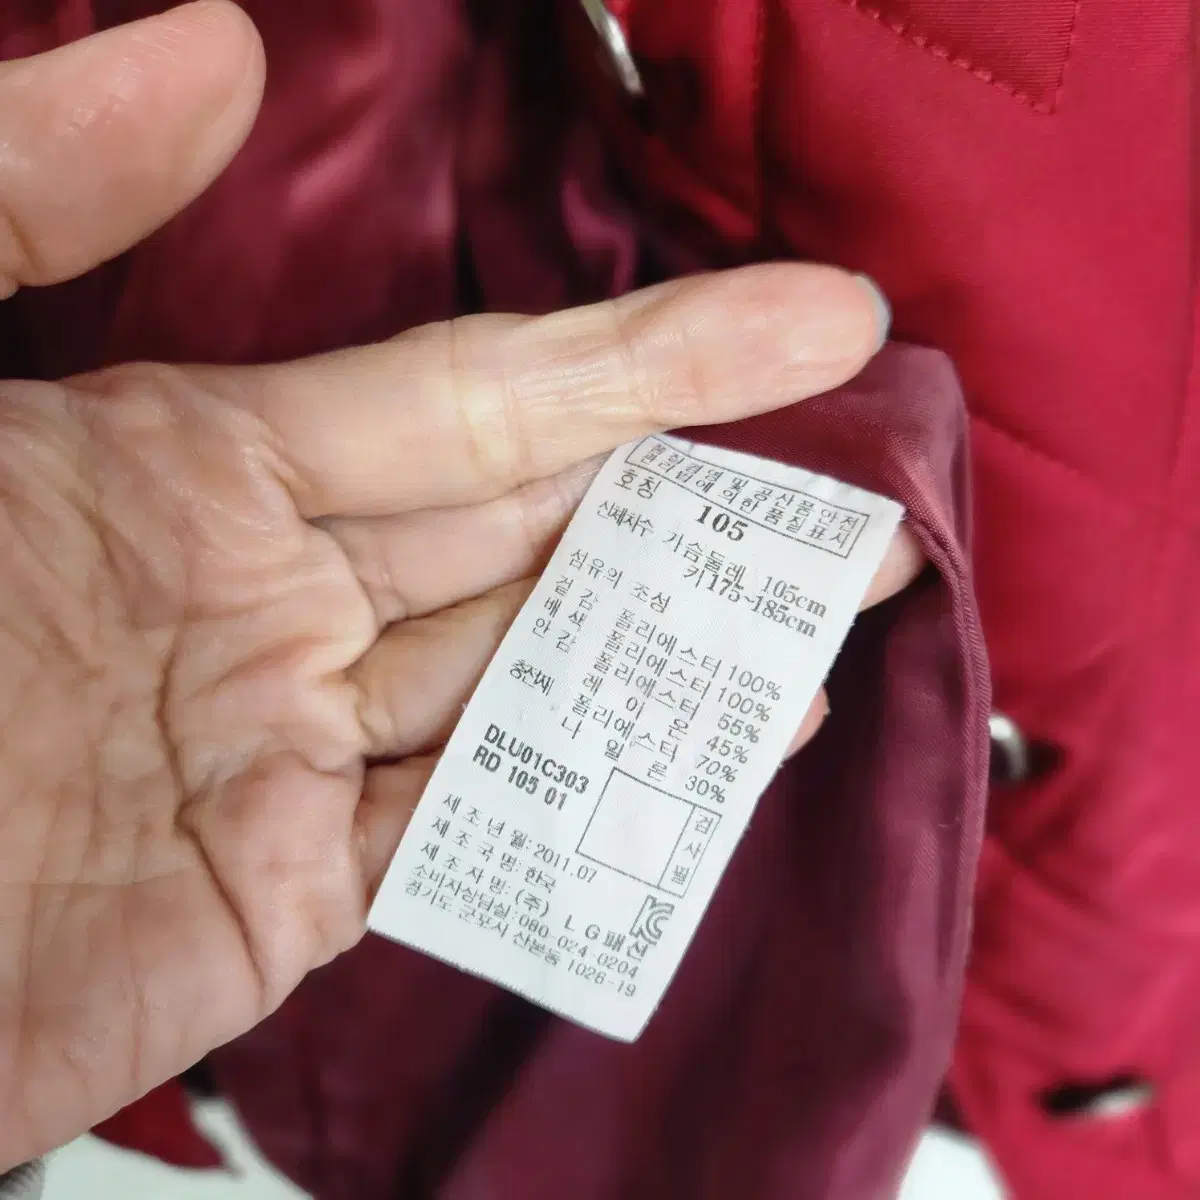 품질경영 및 공산품안전
관리법에 의한 품질표시
호칭 105
신체치수 가슴둘레 105cm
키 175~185cm
섬유의 조성
겉감 폴리에스터 100%
배색 폴리에스터 100%
안감 폴리에스터 55%
레이온 45%
충전재 폴리에스터 70%
나일론 30%
DLU01C303
RD 105 01
검사필
제조년월: 2011.07
제조국명: 한국
제조자명: (주) LG패션
소비자상담실: 080-024-0204
경기도 군포시 산본동 1026-19